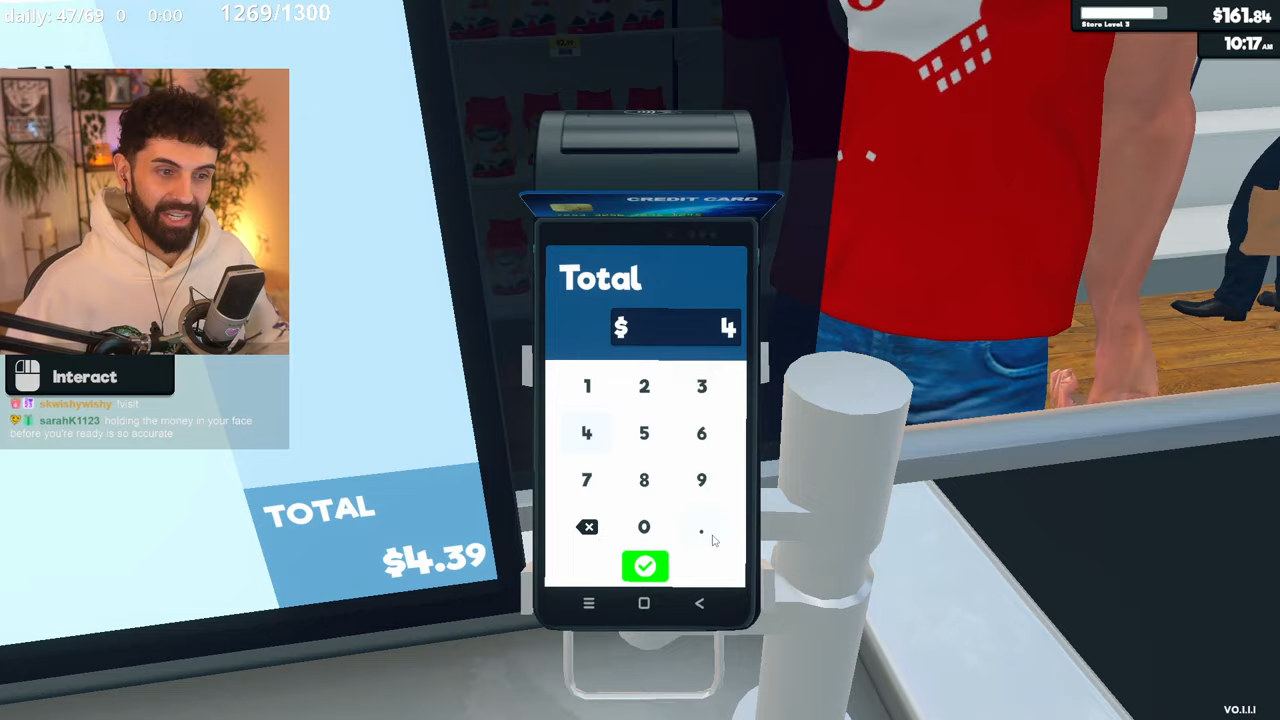 daily: 47/69 0 0:00 1269/1300
Store Level 3
$161.84
10:17 AM
Interact
skwishywishy !visit
sarahK1123 holding the money in your face
before you're ready is so accurate
CREDIT CARD
Total
$ 4
1 2 3
4 5 6
7 8 9
0 .
TOTAL
$4.39
V0.1.1.1